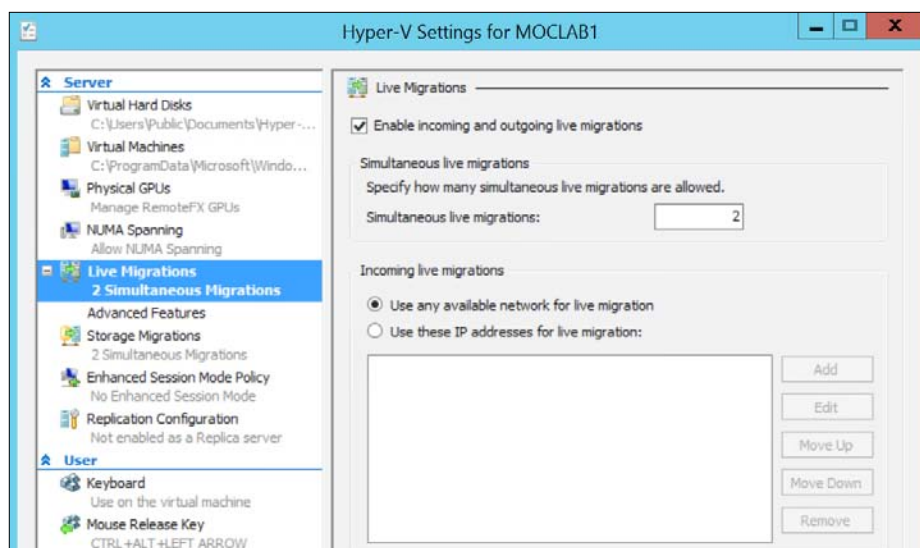 Hyper-V Settings for MOCLAB1
Server
Virtual Hard Disks
C:\Users\Public\Documents\Hyper-...
Virtual Machines
C:\ProgramData\Microsoft\Windo...
Physical GPUs
Manage RemoteFX GPUs
NUMA Spanning
Allow NUMA Spanning
Live Migrations
2 Simultaneous Migrations
Advanced Features
Storage Migrations
2 Simultaneous Migrations
Enhanced Session Mode Policy
No Enhanced Session Mode
Replication Configuration
Not enabled as a Replica server
User
Keyboard
Use on the virtual machine
Mouse Release Key
CTRL+ALT+LEFT ARROW
Live Migrations
Enable incoming and outgoing live migrations
Simultaneous live migrations
Specify how many simultaneous live migrations are allowed.
Simultaneous live migrations: 2
Incoming live migrations
Use any available network for live migration
Use these IP addresses for live migration:
Add
Edit
Move Up
Move Down
Remove